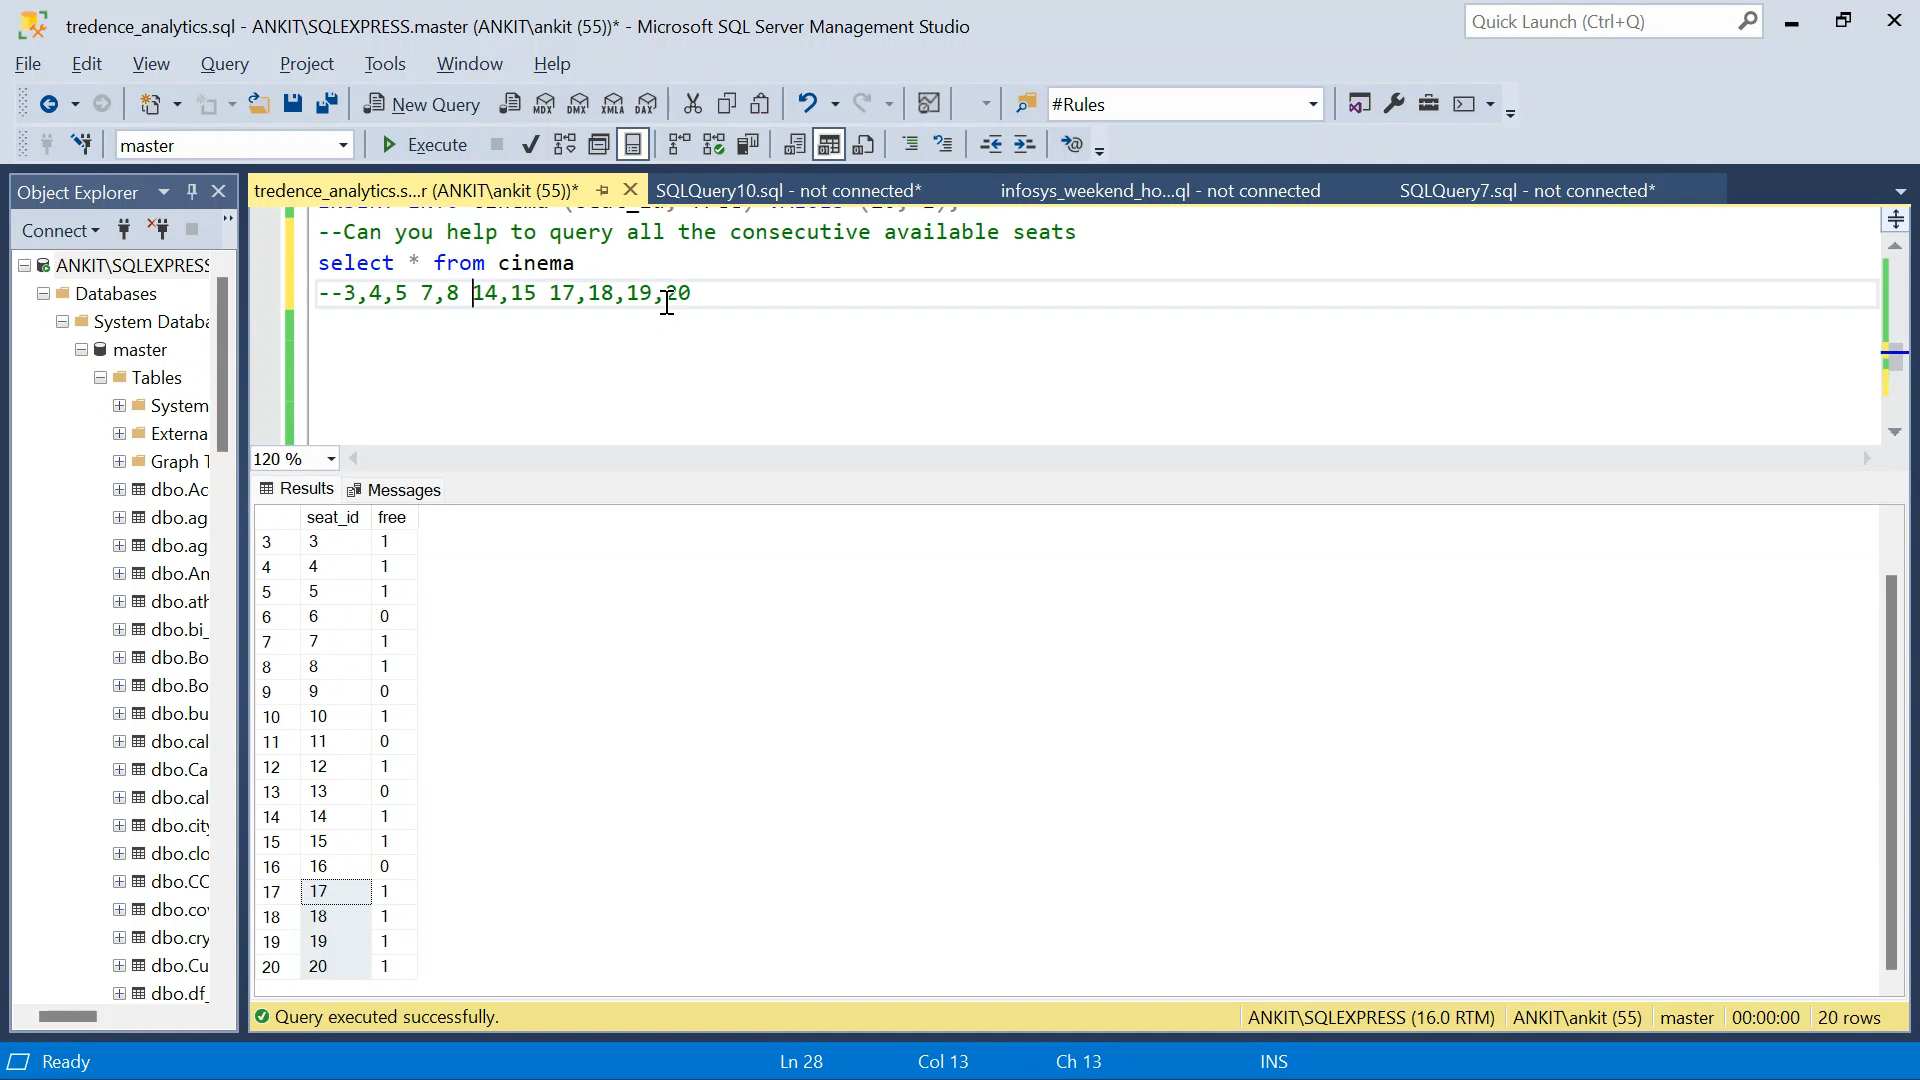 tredence_analytics.sql - ANKIT\SQLEXPRESS.master (ANKIT\ankit (55))* - Microsoft SQL Server Management Studio
Quick Launch (Ctrl+Q)
File Edit View Query Project Tools Window Help
New Query MDX DMX XMLA DAX #Rules
master Execute
Object Explorer
tredence_analytics.s...r (ANKIT\ankit (55))*
SQLQuery10.sql - not connected*
infosys_weekend_ho...ql - not connected
SQLQuery7.sql - not connected*
Connect
ANKIT\SQLEXPRESS
Databases
System Databa
master
Tables
System
Externa
Graph T
dbo.Ac
dbo.ag
dbo.ag
dbo.An
dbo.ath
dbo.bi_
dbo.Bo
dbo.Bo
dbo.bu
dbo.cal
dbo.Ca
dbo.cal
dbo.city
dbo.clo
dbo.CC
dbo.cov
dbo.cry
dbo.Cu
dbo.df_
--Can you help to query all the consecutive available seats
select * from cinema
--3,4,5 7,8 14,15 17,18,19,20
120 %
Results Messages
seat_id free
3 3 1
4 4 1
5 5 1
6 6 0
7 7 1
8 8 1
9 9 0
10 10 1
11 11 0
12 12 1
13 13 0
14 14 1
15 15 1
16 16 0
17 17 1
18 18 1
19 19 1
20 20 1
Query executed successfully.
ANKIT\SQLEXPRESS (16.0 RTM) ANKIT\ankit (55) master 00:00:00 20 rows
Ready Ln 28 Col 13 Ch 13 INS